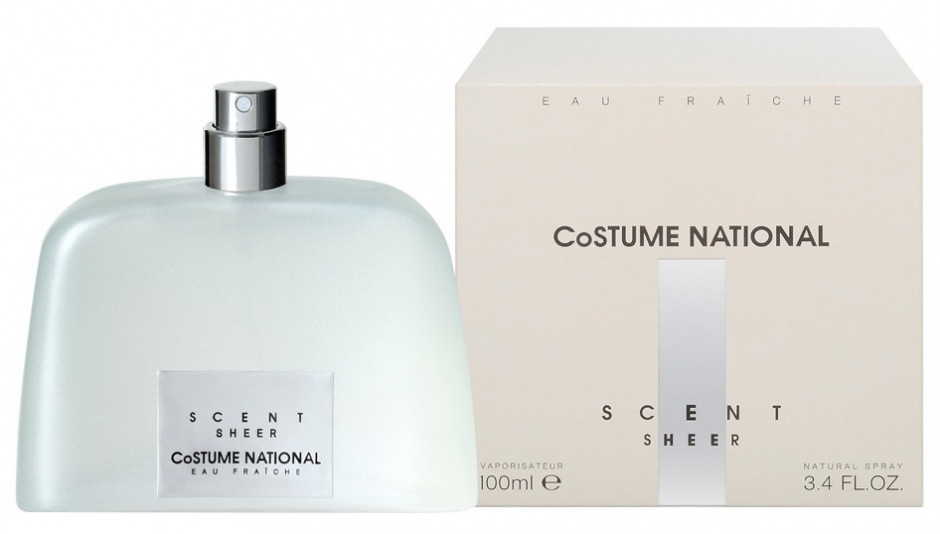 SCENT
SHEER
CoSTUME NATIONAL
EAU FRAÎCHE
EAU FRAÎCHE
CoSTUME NATIONAL
SCENT
SHEER
VAPORISATEUR
100ml ℮
NATURAL SPRAY
3.4 FL.OZ.